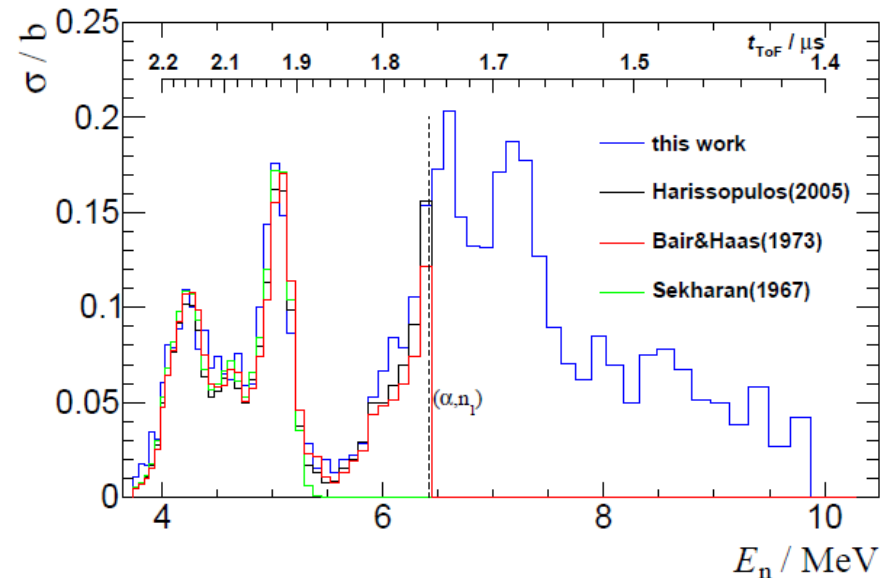 0.25
0.2
0.15
0.1
0.05
0
σ / b
t_ToF / μs
2.2 2.1 1.9 1.8 1.7 1.5 1.4
this work
Harissopulos(2005)
Bair&Haas(1973)
Sekharan(1967)
(α,n₁)
4 6 8 10
E_n / MeV